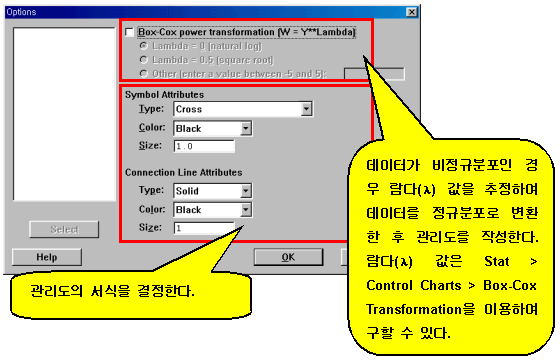 Options
Box-Cox power transformation (W = Y**Lambda)
Lambda = 0 (natural log)
Lambda = 0.5 (square root)
Other (enter a value between -5 and 5):
Symbol Attributes
Type: Cross
Color: Black
Size: 1.0
Connection Line Attributes
Type: Solid
Color: Black
Size: 1
Select
Help
OK
관리도의 서식을 결정한다.
데이터가 비정규분포인 경
우 람다(λ) 값을 추정하여
데이터를 정규분포로 변환
한 후 관리도를 작성한다.
람다(λ) 값은 Stat >
Control Charts > Box-Cox
Transformation을 이용하여
구할 수 있다.